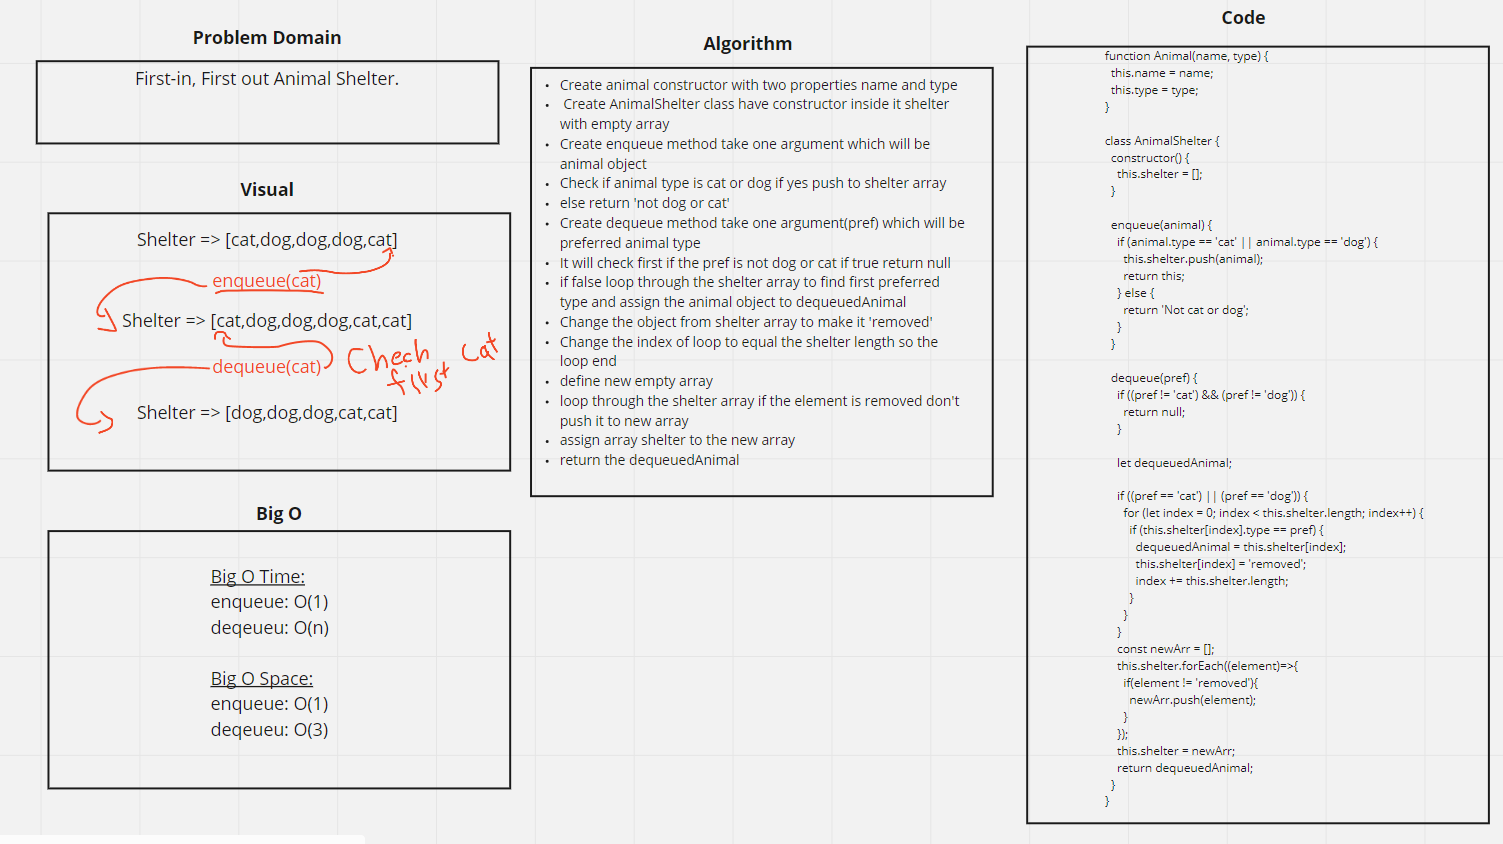 Problem Domain
First-in, First out Animal Shelter.
Visual
Shelter => [cat,dog,dog,dog,cat]
enqueue(cat)
Shelter => [cat,dog,dog,dog,cat,cat]
dequeue(cat)
Chech first cat
Shelter => [dog,dog,dog,cat,cat]
Big O
Big O Time:
enqueue: O(1)
deqeueu: O(n)
Big O Space:
enqueue: O(1)
deqeueu: O(3)
Algorithm
• Create animal constructor with two properties name and type
• Create AnimalShelter class have constructor inside it shelter
with empty array
• Create enqueue method take one argument which will be
animal object
• Check if animal type is cat or dog if yes push to shelter array
• else return 'not dog or cat'
• Create dequeue method take one argument(pref) which will be
preferred animal type
• It will check first if the pref is not dog or cat if true return null
• if false loop through the shelter array to find first preferred
type and assign the animal object to dequeuedAnimal
• Change the object from shelter array to make it 'removed'
• Change the index of loop to equal the shelter length so the
loop end
• define new empty array
• loop through the shelter array if the element is removed don't
push it to new array
• assign array shelter to the new array
• return the dequeuedAnimal
Code
function Animal(name, type) {
this.name = name;
this.type = type;
}
class AnimalShelter {
constructor() {
this.shelter = [];
}
enqueue(animal) {
if (animal.type == 'cat' || animal.type == 'dog') {
this.shelter.push(animal);
return this;
} else {
return 'Not cat or dog';
}
}
dequeue(pref) {
if ((pref != 'cat') && (pref != 'dog')) {
return null;
}
let dequeuedAnimal;
if ((pref == 'cat') || (pref == 'dog')) {
for (let index = 0; index < this.shelter.length; index++) {
if (this.shelter[index].type == pref) {
dequeuedAnimal = this.shelter[index];
this.shelter[index] = 'removed';
index += this.shelter.length;
}
}
}
const newArr = [];
this.shelter.forEach((element)=>{
if(element != 'removed'){
newArr.push(element);
}
});
this.shelter = newArr;
return dequeuedAnimal;
}
}